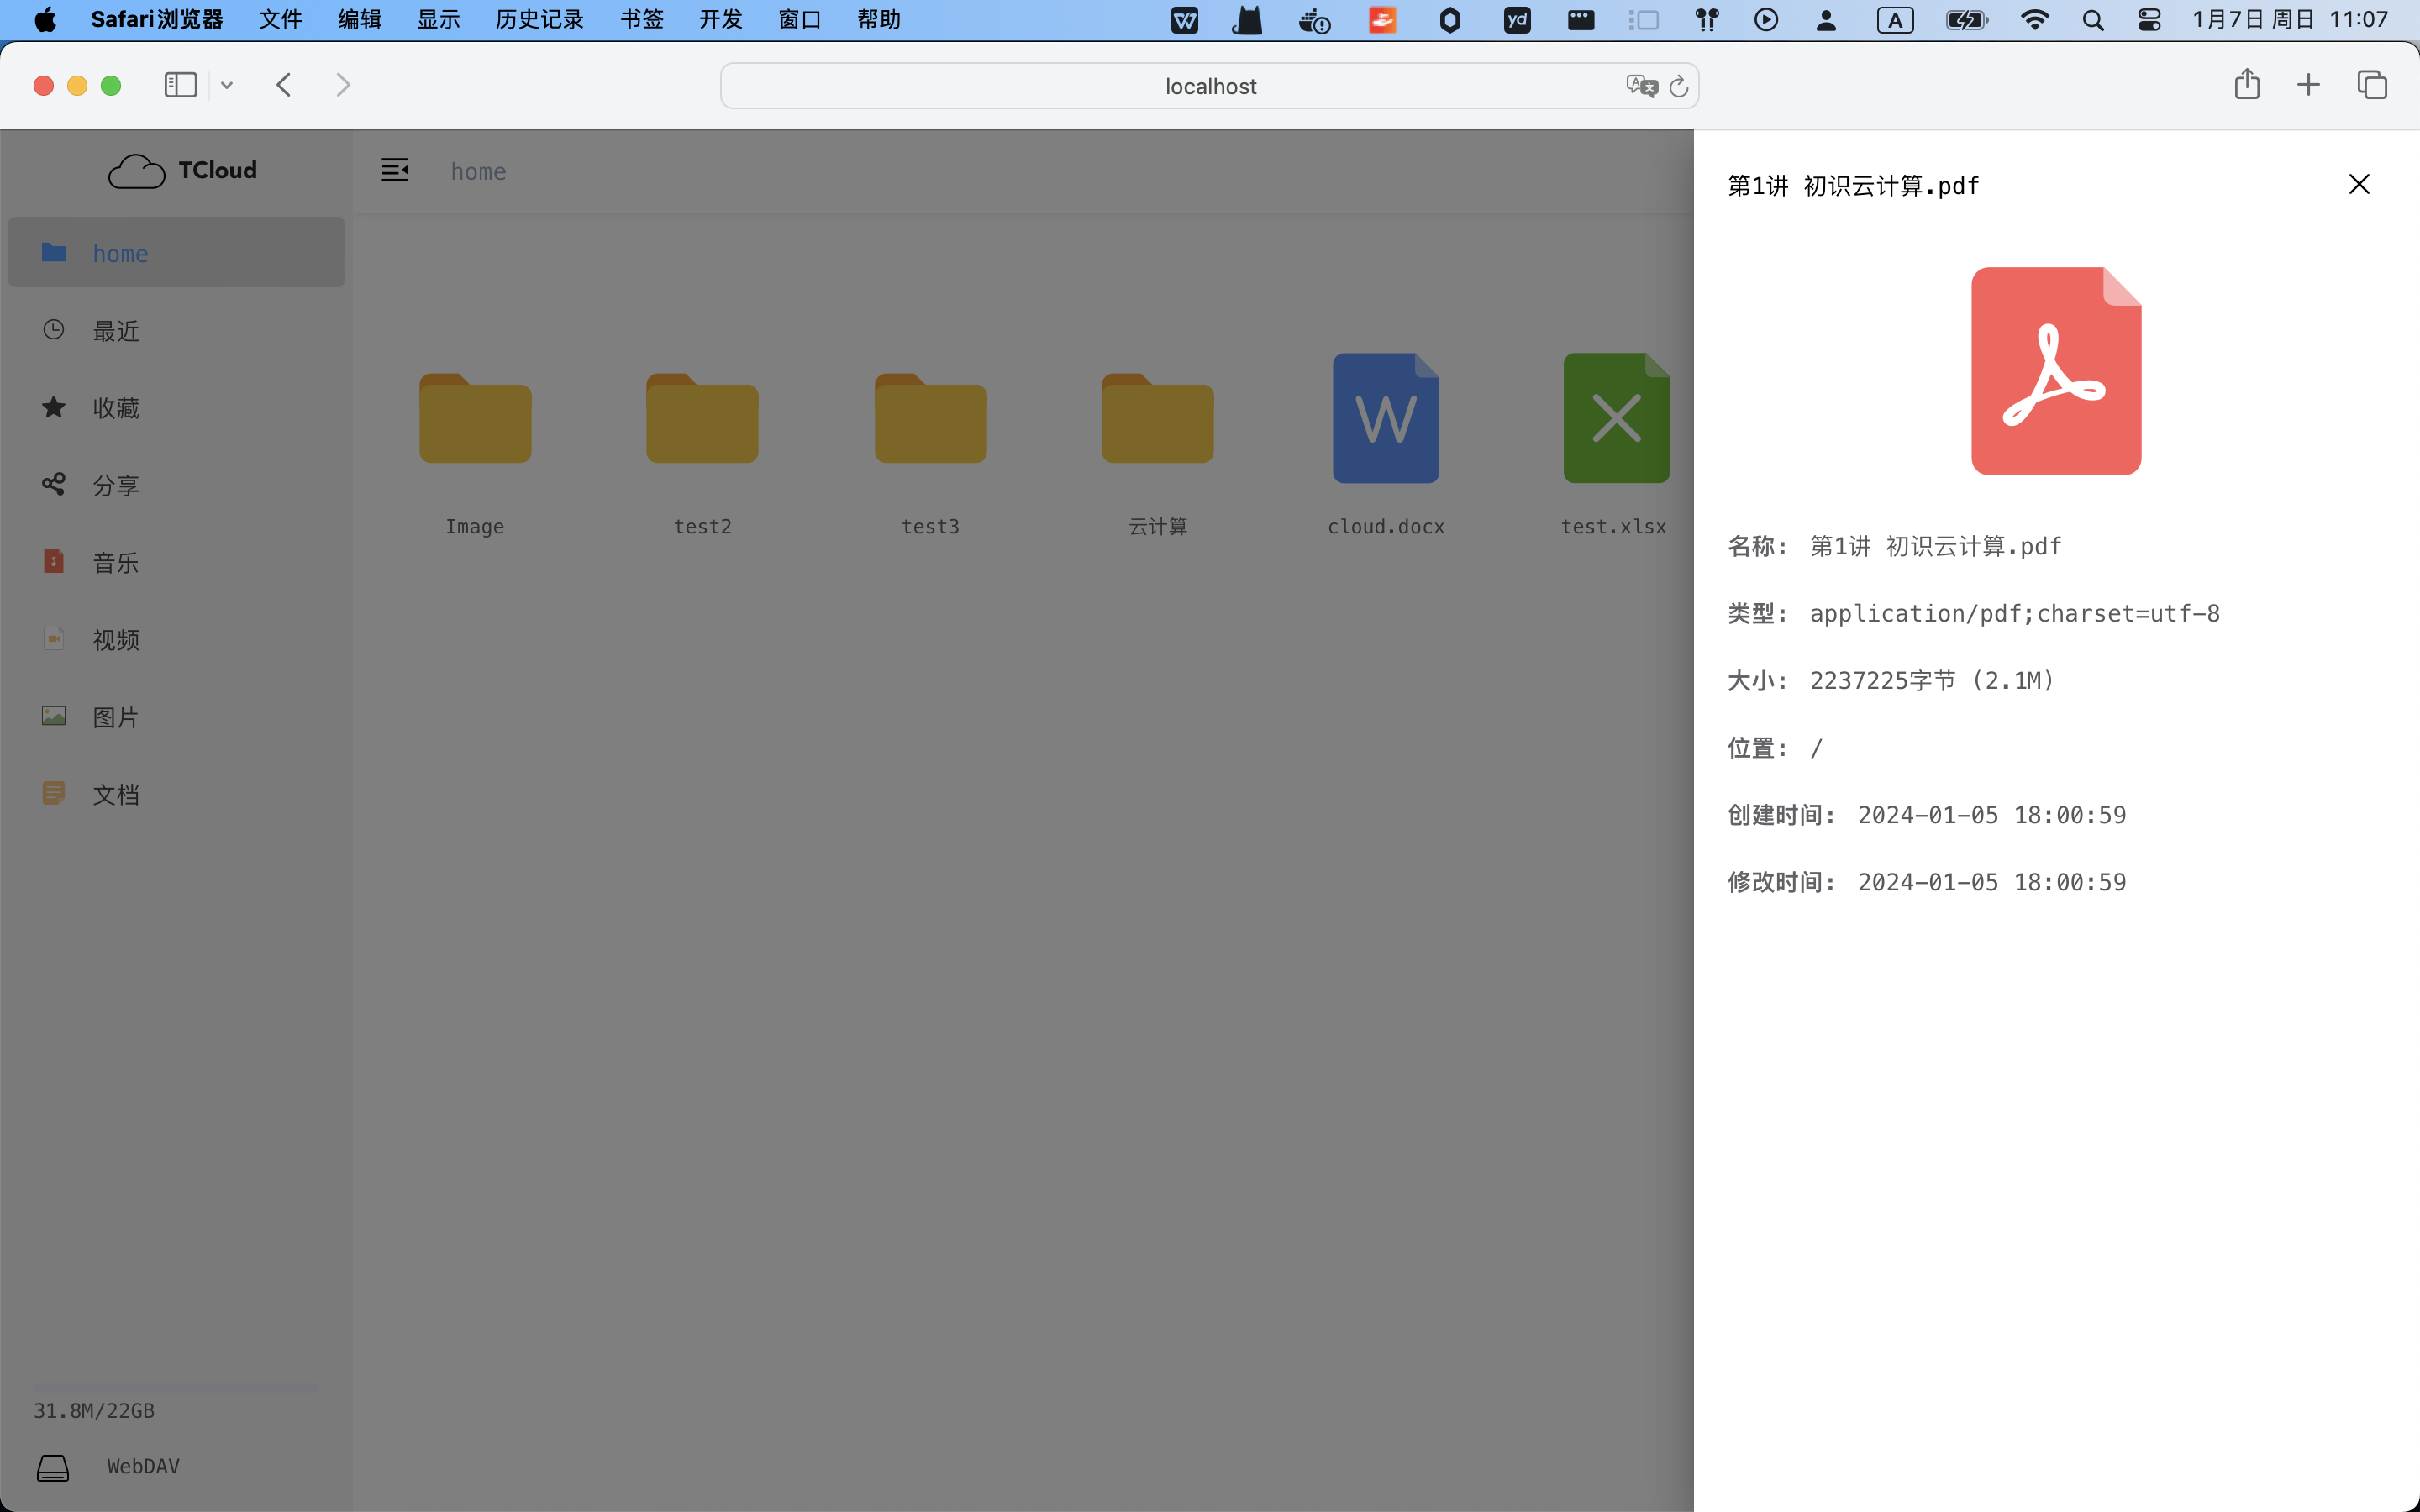 Safari浏览器 文件 编辑 显示 历史记录 书签 开发 窗口 帮助 yd A 1月7日 周日 11:07
localhost
TCloud
home
第1讲 初识云计算.pdf
home
最近
收藏
分享
音乐
视频
图片
文档
Image
test2
test3
云计算
W
cloud.docx
test.xlsx
名称: 第1讲 初识云计算.pdf
类型: application/pdf;charset=utf-8
大小: 2237225字节 (2.1M)
位置: /
创建时间: 2024-01-05 18:00:59
修改时间: 2024-01-05 18:00:59
31.8M/22GB
WebDAV